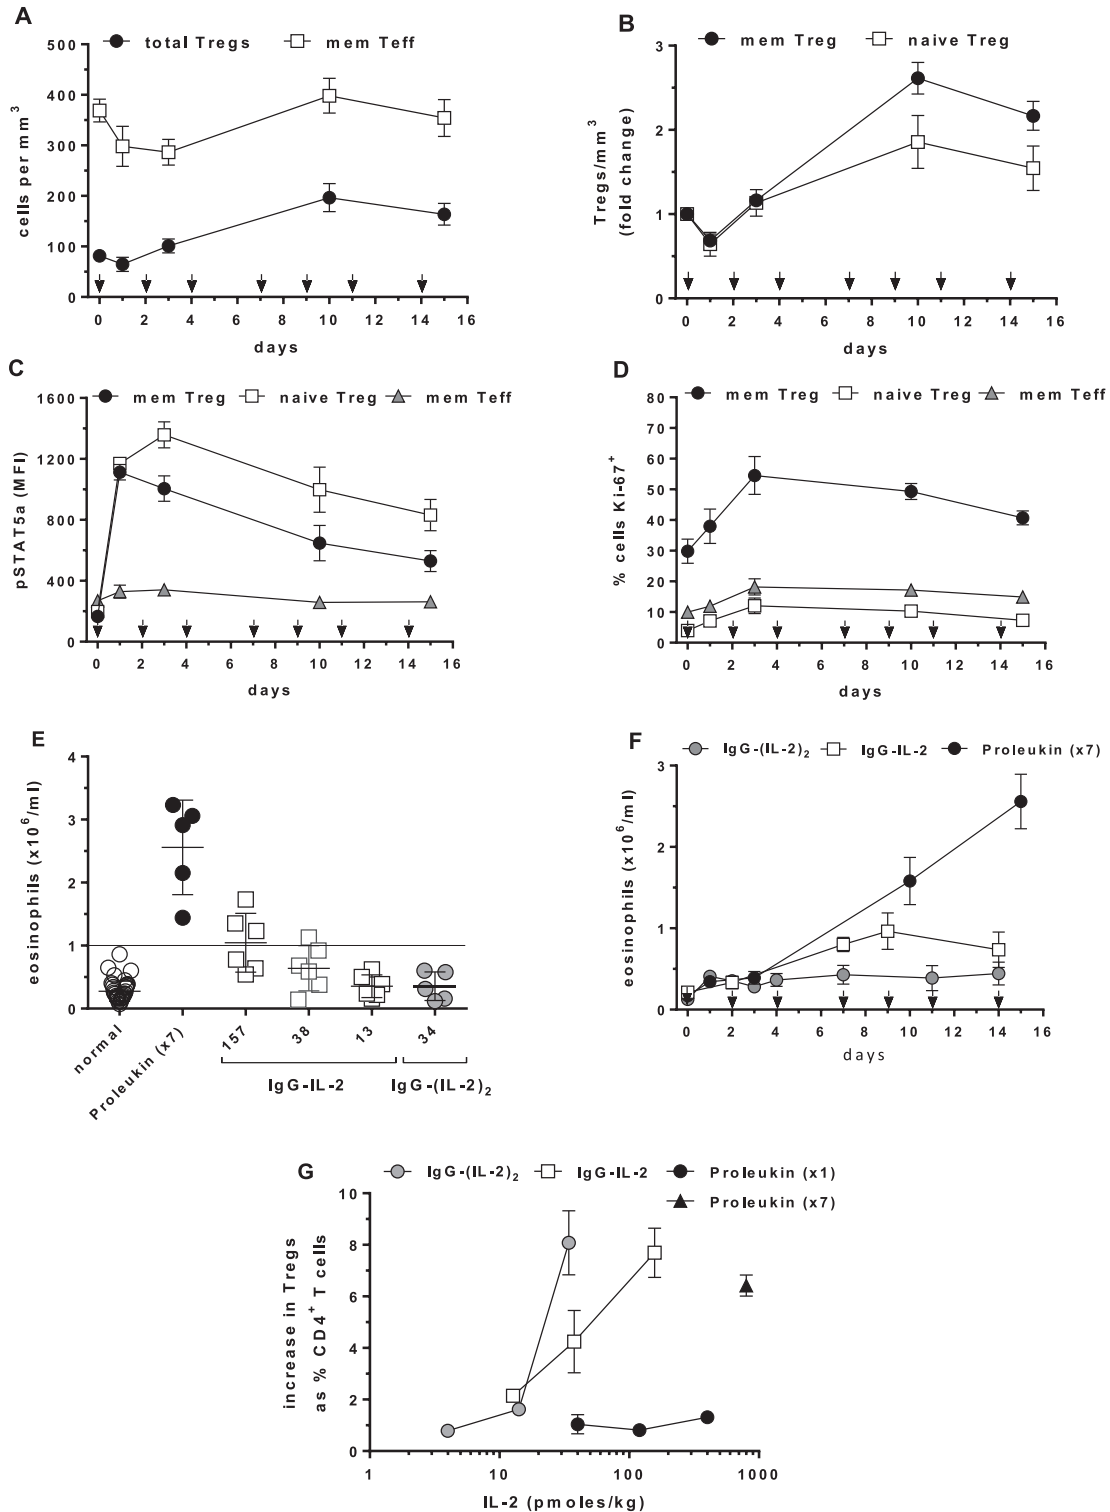 A
total Tregs mem Teff
500
400
300
200
100
0
cells per mm³
0 2 4 6 8 10 12 14 16
days
B
mem Treg naive Treg
3
2
1
0
Tregs/mm³
(fold change)
0 2 4 6 8 10 12 14 16
days
C
mem Treg naive Treg mem Teff
1600
1200
800
400
0
pSTAT5a (MFI)
0 2 4 6 8 10 12 14 16
days
D
mem Treg naive Treg mem Teff
80
70
60
50
40
30
20
10
0
% cells Ki-67⁺
0 2 4 6 8 10 12 14 16
days
E
4
3
2
1
0
eosinophils (x10⁶/ml)
normal
Proleukin (x7)
157
38
13
34
IgG-IL-2 IgG-(IL-2)₂
F
IgG-(IL-2)₂ IgG-IL-2 Proleukin (x7)
3
2
1
0
eosinophils (x10⁶/ml)
0 2 4 6 8 10 12 14 16
days
G
IgG-(IL-2)₂ IgG-IL-2 Proleukin (x1)
Proleukin (x7)
10
8
6
4
2
0
increase in Tregs
as % CD4⁺ T cells
1 10 100 1000
IL-2 (pmoles/kg)